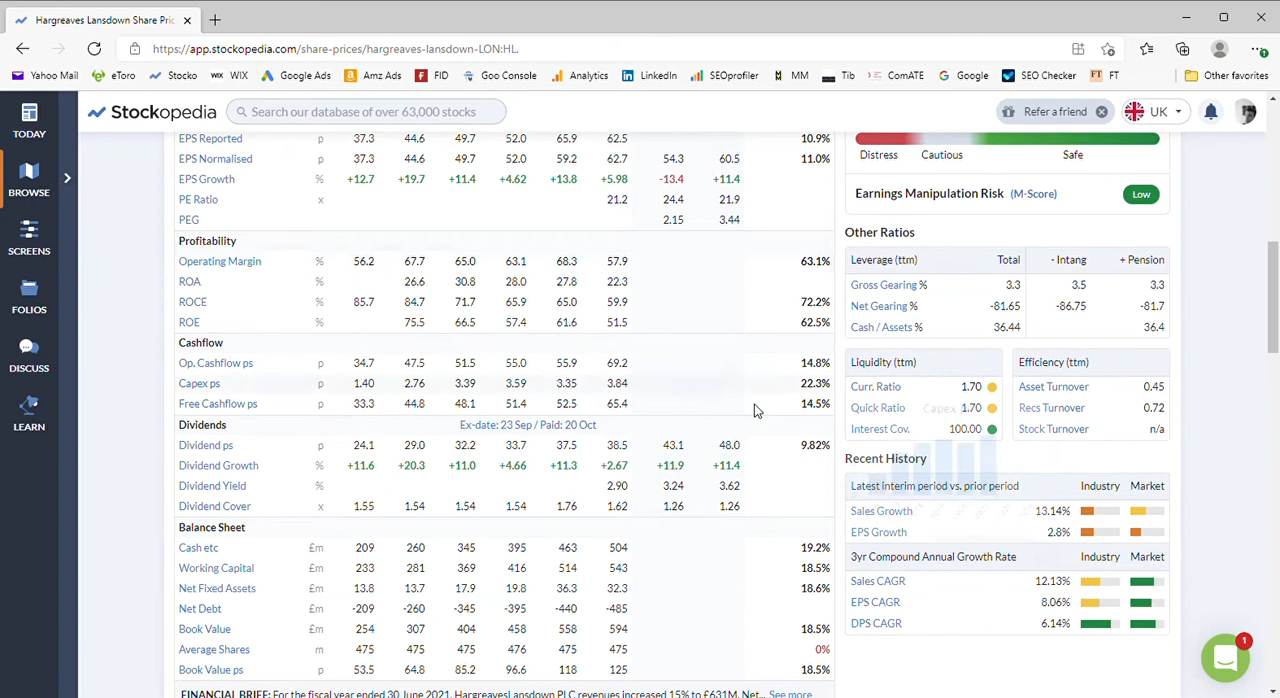 Hargreaves Lansdown Share Pric
https://app.stockopedia.com/share-prices/hargreaves-lansdown-LON:HL.
Yahoo Mail eToro Stocko WIX WIX Google Ads Amz Ads FID Goo Console Analytics LinkedIn SEOprofiler MM Tib ComATE Google SEO Checker FT FT Other favorites
Stockopedia Search our database of over 63,000 stocks Refer a friend UK
TODAY
BROWSE
SCREENS
FOLIOS
DISCUSS
LEARN
EPS Reported p 37.3 44.6 49.7 52.0 65.9 62.5 10.9%
EPS Normalised p 37.3 44.6 49.7 52.0 59.2 62.7 54.3 60.5 11.0%
EPS Growth % +12.7 +19.7 +11.4 +4.62 +13.8 +5.98 -13.4 +11.4
PE Ratio x 21.2 24.4 21.9
PEG 2.15 3.44
Profitability
Operating Margin % 56.2 67.7 65.0 63.1 68.3 57.9 63.1%
ROA % 26.6 30.8 28.0 27.8 22.3
ROCE % 85.7 84.7 71.7 65.9 65.0 59.9 72.2%
ROE % 75.5 66.5 57.4 61.6 51.5 62.5%
Cashflow
Op. Cashflow ps p 34.7 47.5 51.5 55.0 55.9 69.2 14.8%
Capex ps p 1.40 2.76 3.39 3.59 3.35 3.84 22.3%
Free Cashflow ps p 33.3 44.8 48.1 51.4 52.5 65.4 14.5%
Dividends Ex-date: 23 Sep / Paid: 20 Oct
Dividend ps p 24.1 29.0 32.2 33.7 37.5 38.5 43.1 48.0 9.82%
Dividend Growth % +11.6 +20.3 +11.0 +4.66 +11.3 +2.67 +11.9 +11.4
Dividend Yield % 2.90 3.24 3.62
Dividend Cover x 1.55 1.54 1.54 1.54 1.76 1.62 1.26 1.26
Balance Sheet
Cash etc £m 209 260 345 395 463 504 19.2%
Working Capital £m 233 281 369 416 514 543 18.5%
Net Fixed Assets £m 13.8 13.7 17.9 19.8 36.3 32.3 18.6%
Net Debt £m -209 -260 -345 -395 -440 -485
Book Value £m 254 307 404 458 558 594 18.5%
Average Shares m 475 475 475 476 476 475 0%
Book Value ps p 53.5 64.8 85.2 96.6 118 125 18.5%
FINANCIAL BRIEF: For the fiscal year ended 30 June 2021, Hargreaves Lansdown PLC revenues increased 15% to £631M. Net... See more
Distress Cautious Safe
Earnings Manipulation Risk (M-Score) Low
Other Ratios
Leverage (ttm) Total - Intang + Pension
Gross Gearing % 3.3 3.5 3.3
Net Gearing % -81.65 -86.75 -81.7
Cash / Assets % 36.44 36.4
Liquidity (ttm) Efficiency (ttm)
Curr. Ratio 1.70 Asset Turnover 0.45
Quick Ratio Capex 1.70 Recs Turnover 0.72
Interest Cov. 100.00 Stock Turnover n/a
Recent History
Latest interim period vs. prior period Industry Market
Sales Growth 13.14%
EPS Growth 2.8%
3yr Compound Annual Growth Rate Industry Market
Sales CAGR 12.13%
EPS CAGR 8.06%
DPS CAGR 6.14%
1